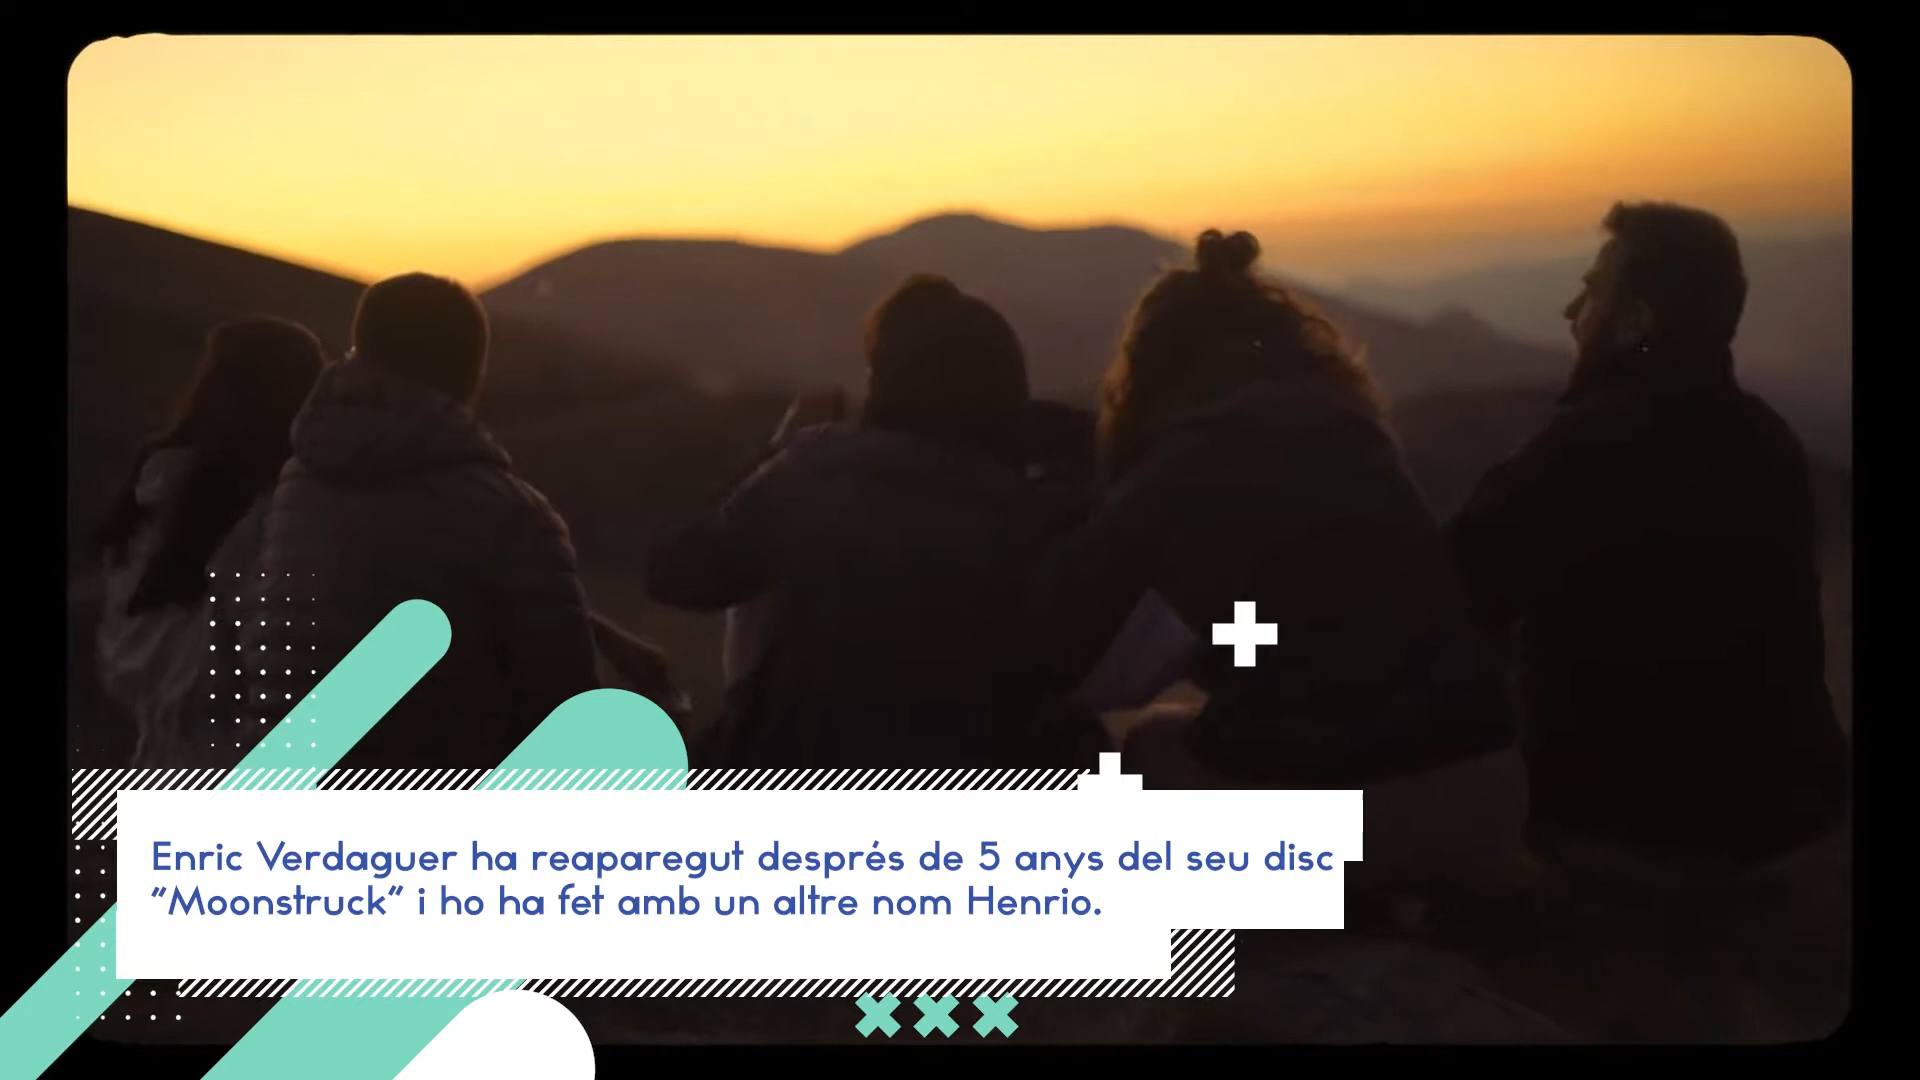 Enric Verdaguer ha reaparegut després de 5 anys del seu disc
“Moonstruck” i ho ha fet amb un altre nom Henrio.